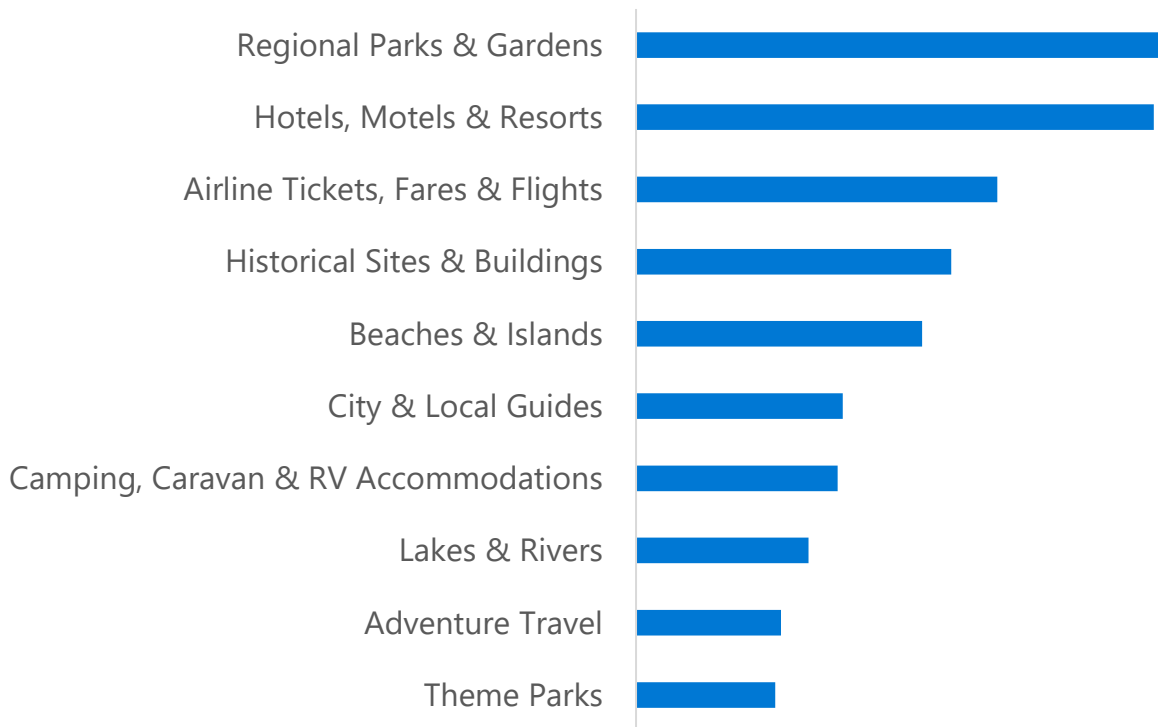 Regional Parks & Gardens
Hotels, Motels & Resorts
Airline Tickets, Fares & Flights
Historical Sites & Buildings
Beaches & Islands
City & Local Guides
Camping, Caravan & RV Accommodations
Lakes & Rivers
Adventure Travel
Theme Parks